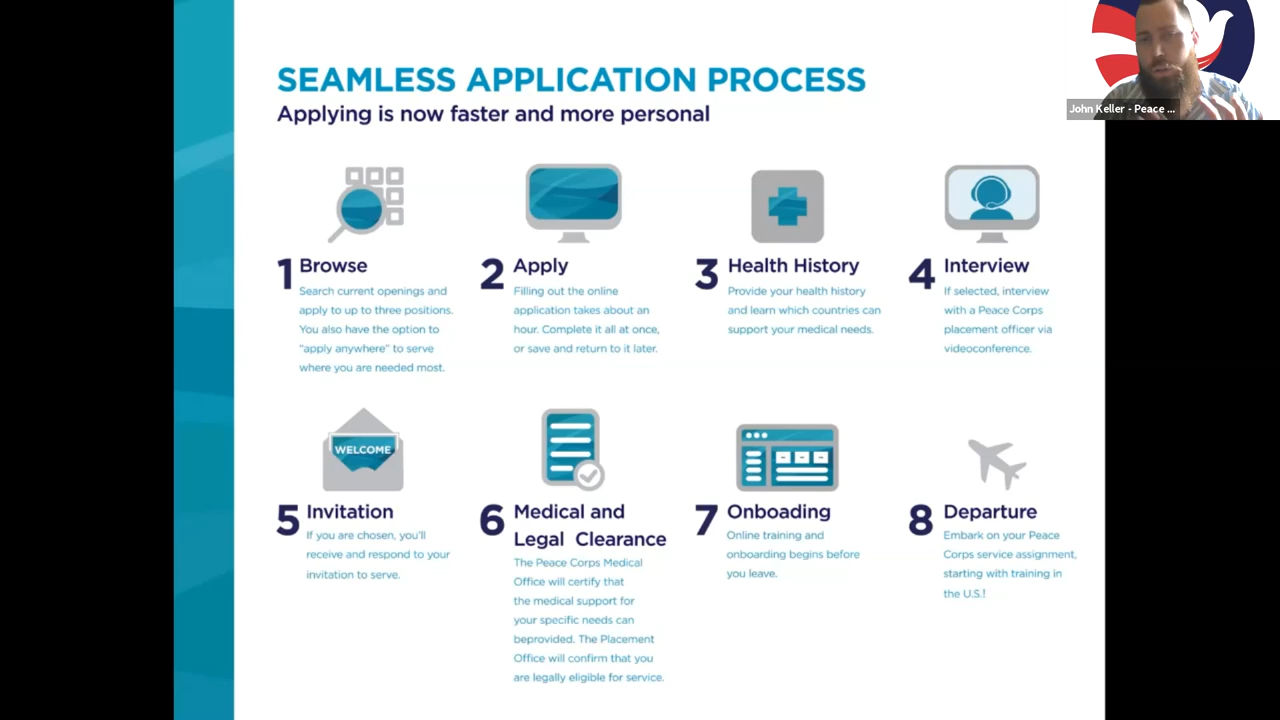 SEAMLESS APPLICATION PROCESS
Applying is now faster and more personal
John Keller - Peace ...
1 Browse
Search current openings and
apply to up to three positions.
You also have the option to
"apply anywhere" to serve
where you are needed most.
2 Apply
Filling out the online
application takes about an
hour. Complete it all at once,
or save and return to it later.
3 Health History
Provide your health history
and learn which countries can
support your medical needs.
4 Interview
If selected, interview
with a Peace Corps
placement officer via
videoconference.
WELCOME
5 Invitation
If you are chosen, you'll
receive and respond to your
invitation to serve.
6 Medical and
Legal Clearance
The Peace Corps Medical
Office will certify that
the medical support for
your specific needs can
beprovided. The Placement
Office will confirm that you
are legally eligible for service.
7 Onboading
Online training and
onboarding begins before
you leave.
8 Departure
Embark on your Peace
Corps service assignment,
starting with training in
the U.S.!